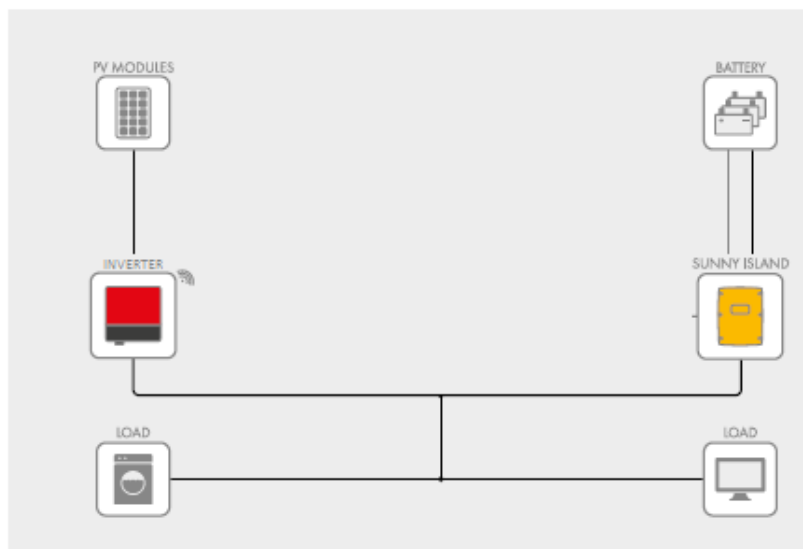 PV MODULES
BATTERY
INVERTER
SUNNY ISLAND
LOAD
LOAD